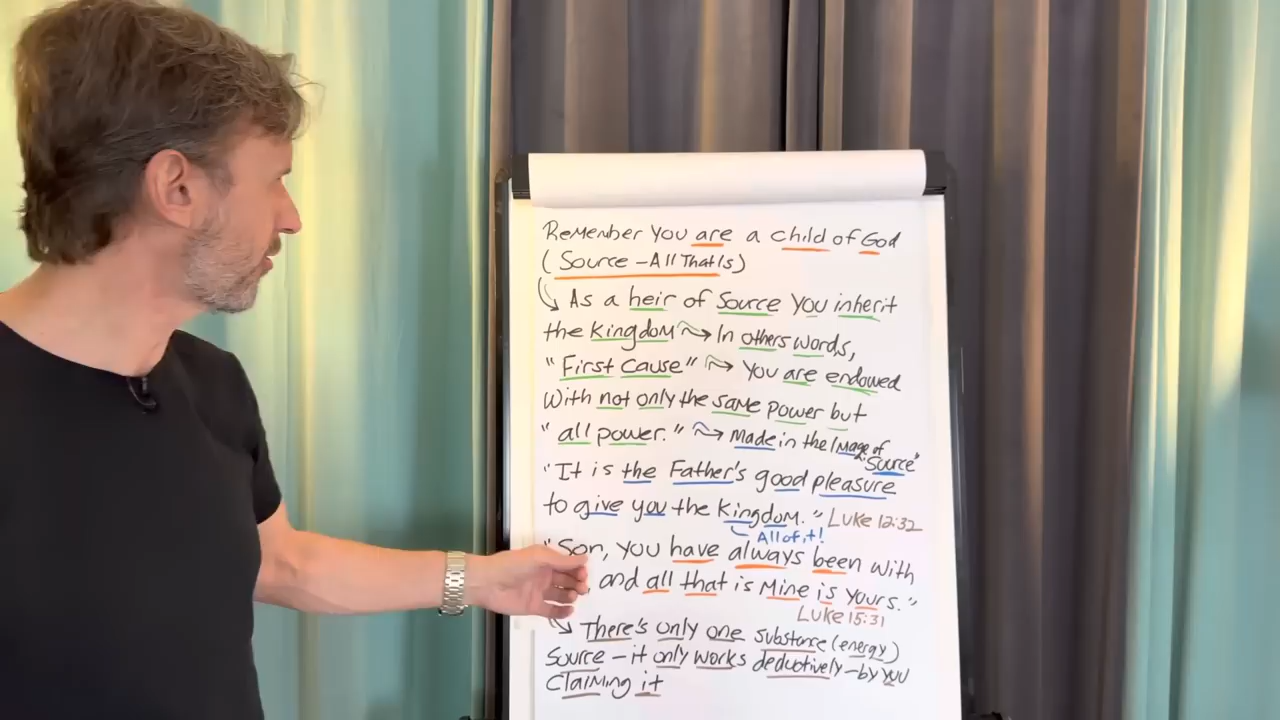 Remember you are a child of God
(Source - All That Is)
As a heir of Source you inherit
the Kingdom In others words,
"First Cause" You are endowed
with not only the same power but
"all power." Made in the Image of
"Source"
"It is the Father's good pleasure
to give you the Kingdom." Luke 12:32
All of it!
"Son, you have always been with
, and all that is Mine is yours."
Luke 15:31
There's only one substance (energy)
Source - it only works deductively - by you
Claiming it